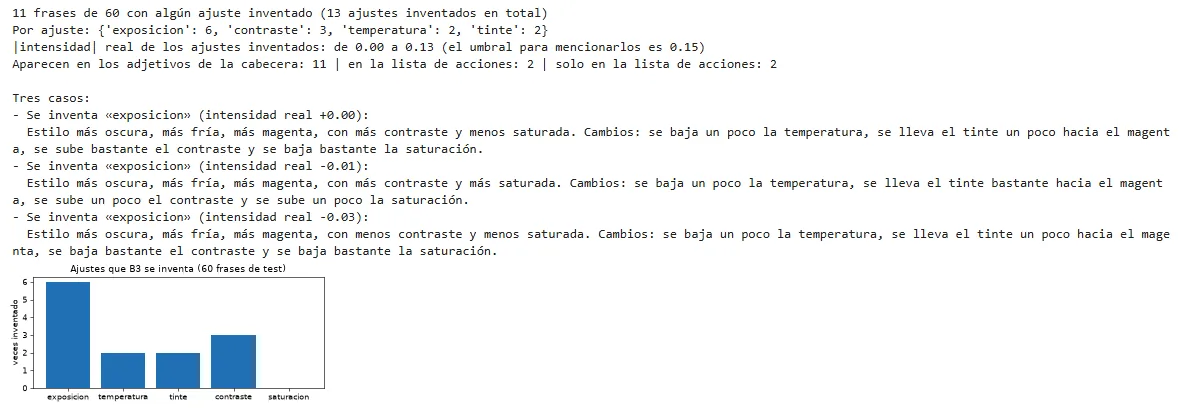 11 frases de 60 con algún ajuste inventado (13 ajustes inventados en total)
Por ajuste: {'exposicion': 6, 'contraste': 3, 'temperatura': 2, 'tinte': 2}
|intensidad| real de los ajustes inventados: de 0.00 a 0.13 (el umbral para mencionarlos es 0.15)
Aparecen en los adjetivos de la cabecera: 11 | en la lista de acciones: 2 | solo en la lista de acciones: 2
Tres casos:
- Se inventa «exposicion» (intensidad real +0.00):
Estilo más oscura, más fría, más magenta, con más contraste y menos saturada. Cambios: se baja un poco la temperatura, se lleva el tinte un poco hacia el magent
a, se sube bastante el contraste y se baja bastante la saturación.
- Se inventa «exposicion» (intensidad real -0.01):
Estilo más oscura, más fría, más magenta, con más contraste y más saturada. Cambios: se baja un poco la temperatura, se lleva el tinte bastante hacia el magent
a, se sube un poco el contraste y se sube un poco la saturación.
- Se inventa «exposicion» (intensidad real -0.03):
Estilo más oscura, más fría, más magenta, con menos contraste y menos saturada. Cambios: se baja un poco la temperatura, se lleva el tinte un poco hacia el mage
nta, se baja bastante el contraste y se baja bastante la saturación.
Ajustes que B3 se inventa (60 frases de test)
veces inventado
6
5
4
3
2
1
0
exposicion temperatura tinte contraste saturacion